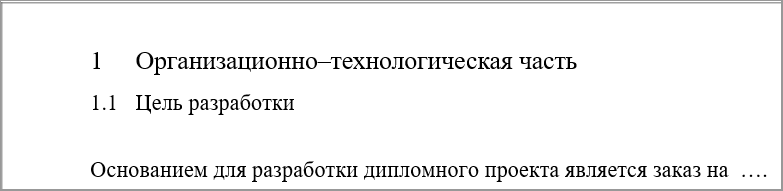 1 Организационно–технологическая часть
1.1 Цель разработки
Основанием для разработки дипломного проекта является заказ на ….